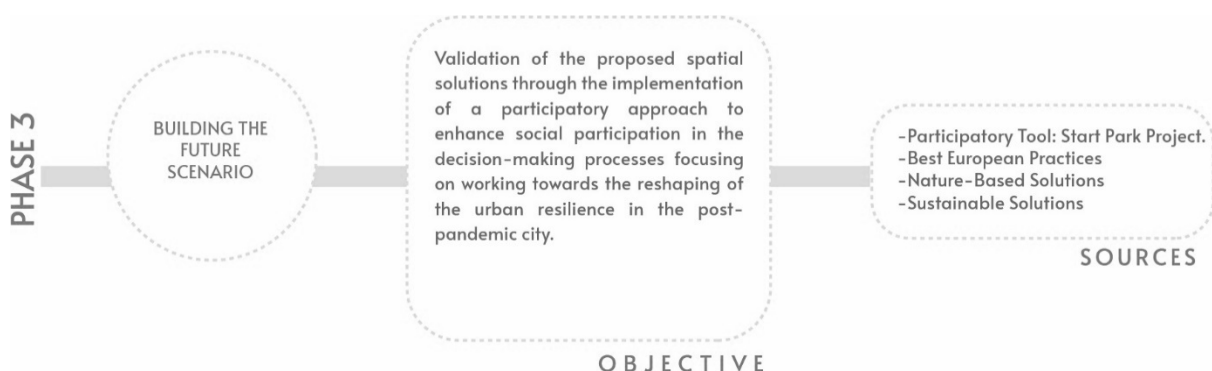 PHASE 3
BUILDING THE
FUTURE
SCENARIO
Validation of the proposed spatial
solutions through the implementation
of a participatory approach to
enhance social participation in the
decision-making processes focusing
on working towards the reshaping of
the urban resilience in the post-
pandemic city.
OBJECTIVE
-Participatory Tool: Start Park Project.
-Best European Practices
-Nature-Based Solutions
-Sustainable Solutions
SOURCES